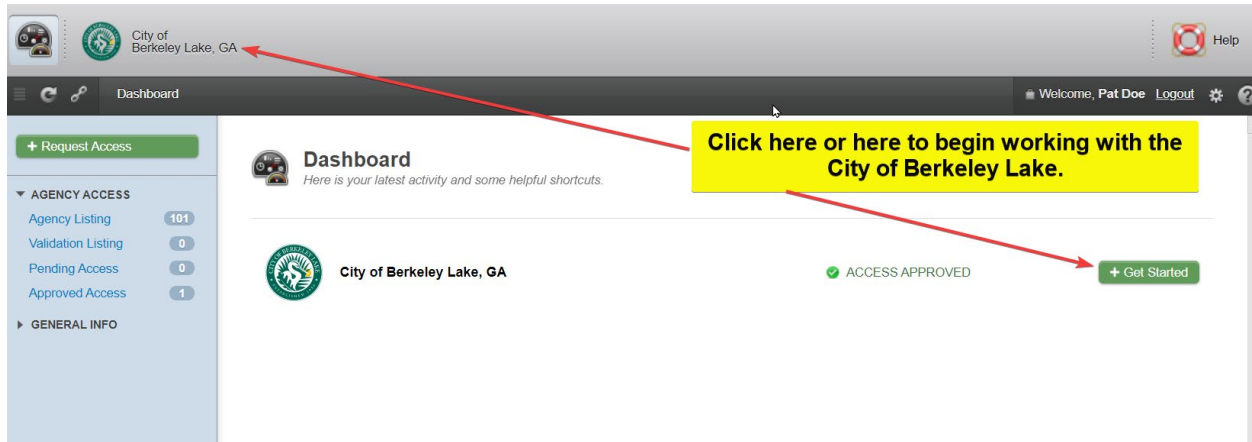 City of
Berkeley Lake, GA
Help
Dashboard
Welcome, Pat Doe Logout
+ Request Access
AGENCY ACCESS
Agency Listing 101
Validation Listing 0
Pending Access 0
Approved Access 1
GENERAL INFO
Dashboard
Here is your latest activity and some helpful shortcuts.
Click here or here to begin working with the
City of Berkeley Lake.
City of Berkeley Lake, GA
ACCESS APPROVED
+ Get Started